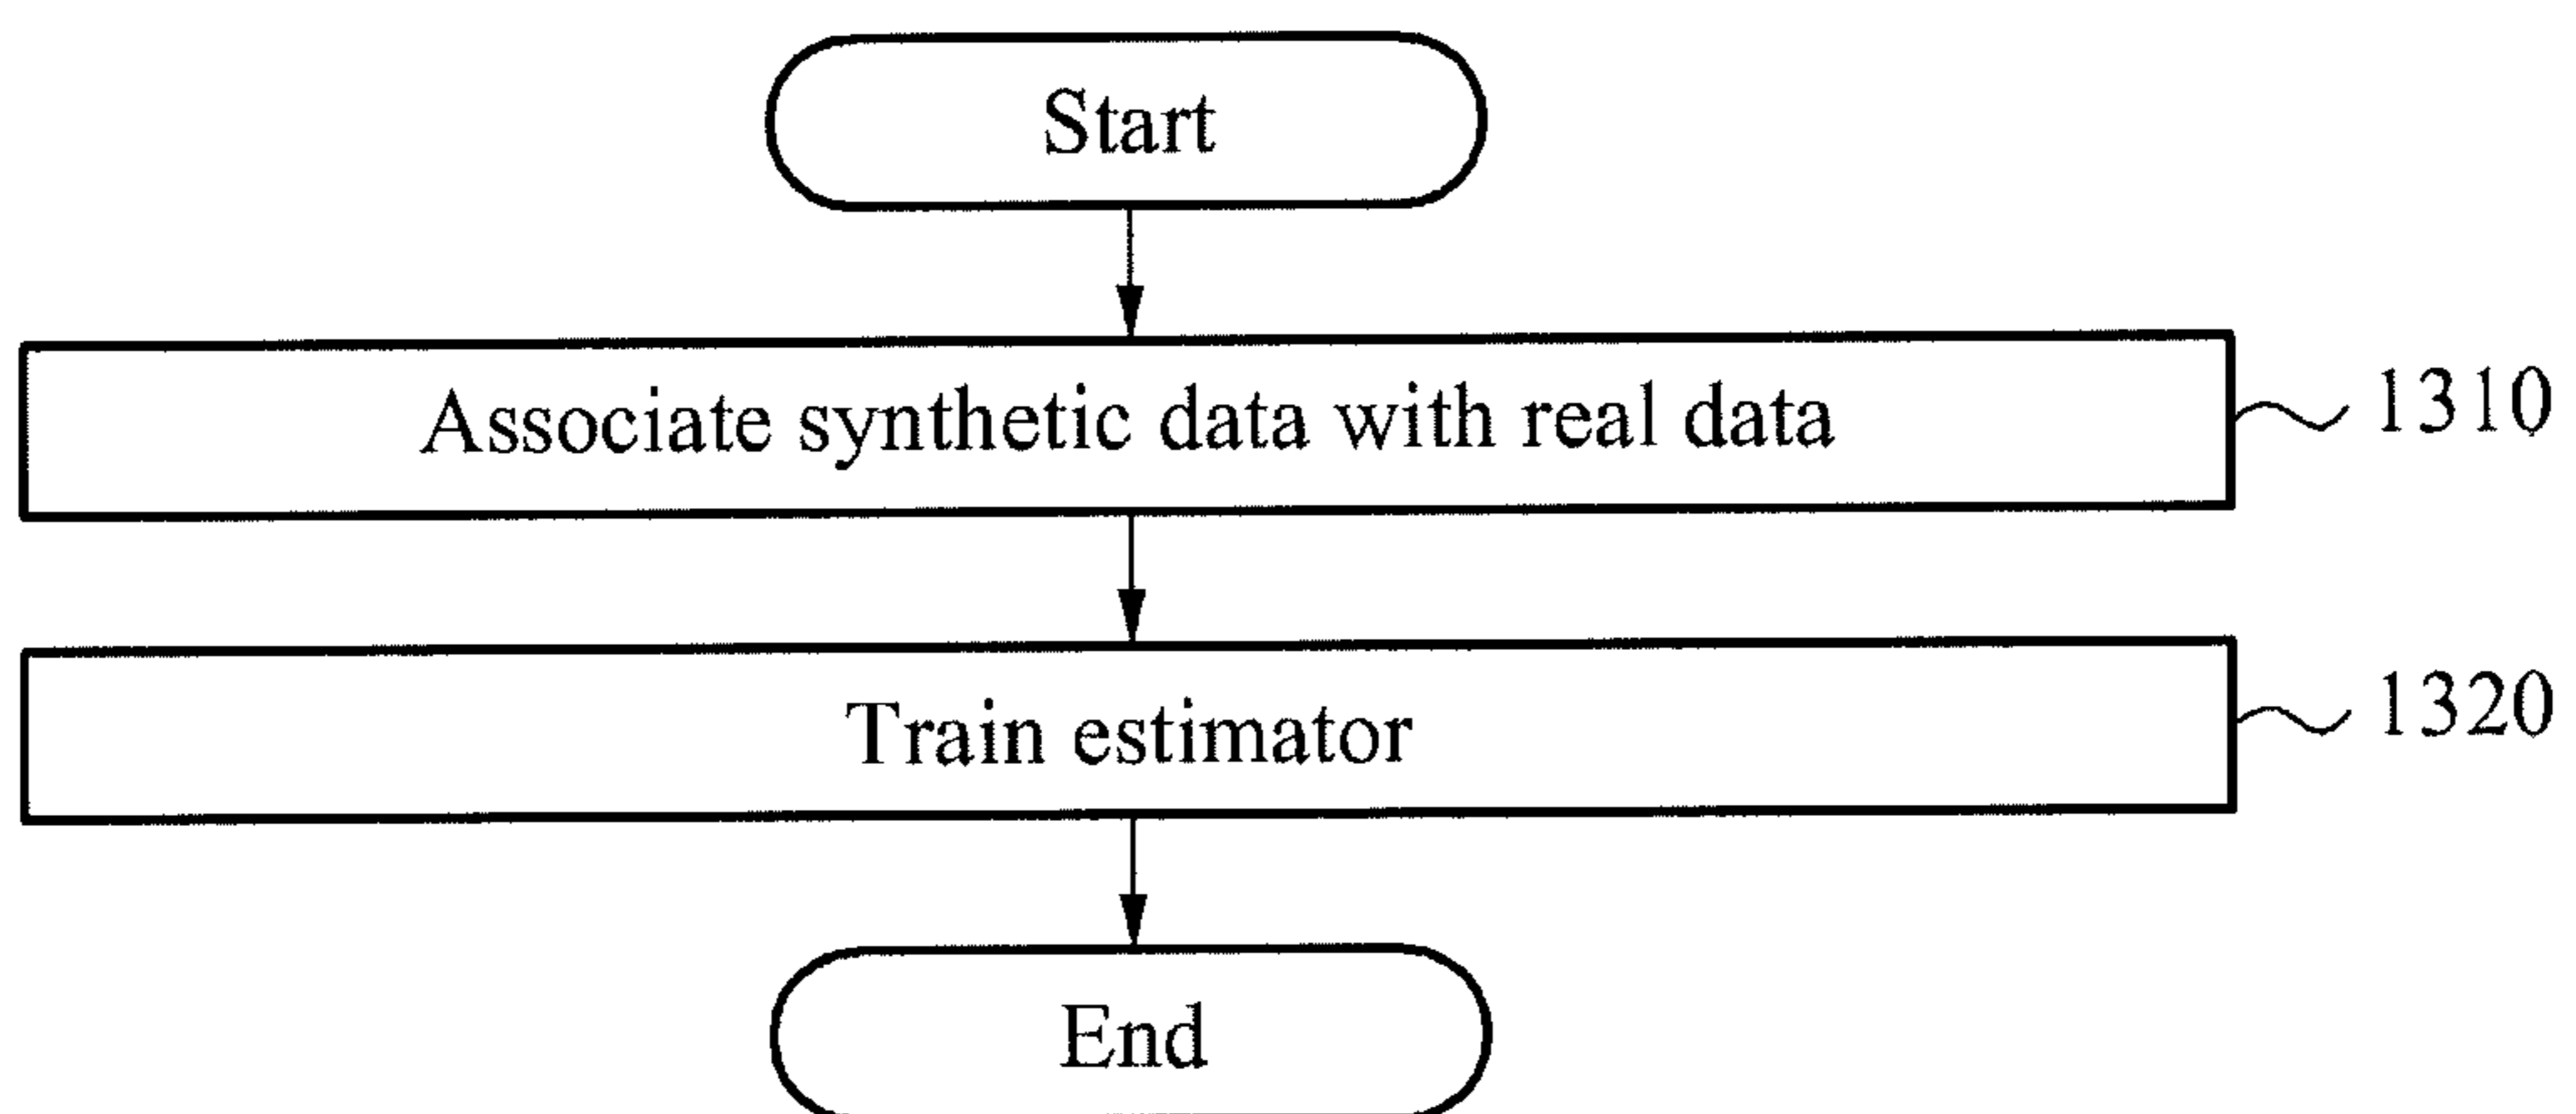 Start
Associate synthetic data with real data
1310
Train estimator
1320
End